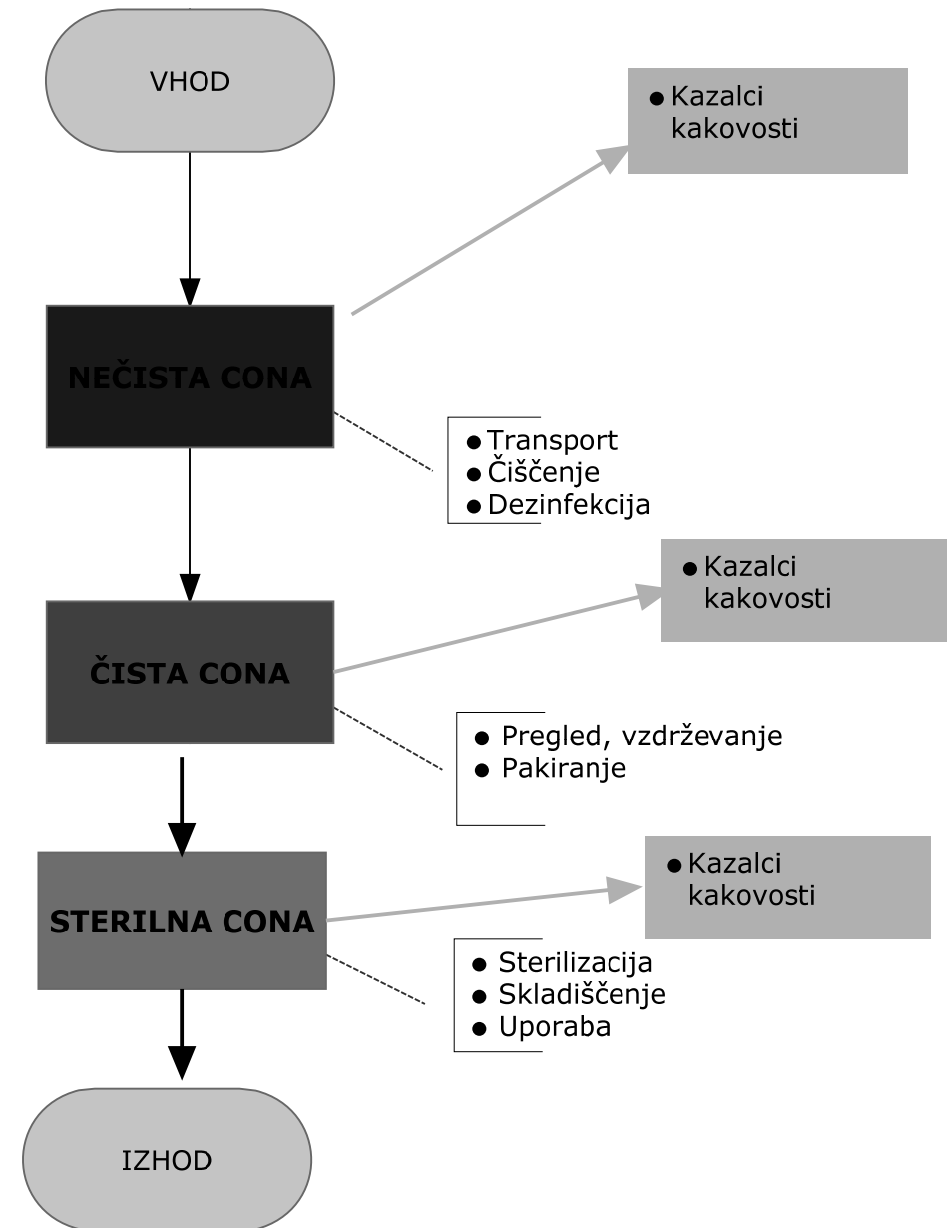 VHOD
● Kazalci
kakovosti
NEČISTA CONA
● Transport
● Čiščenje
● Dezinfekcija
● Kazalci
kakovosti
ČISTA CONA
● Pregled, vzdrževanje
● Pakiranje
● Kazalci
kakovosti
STERILNA CONA
● Sterilizacija
● Skladiščenje
● Uporaba
IZHOD